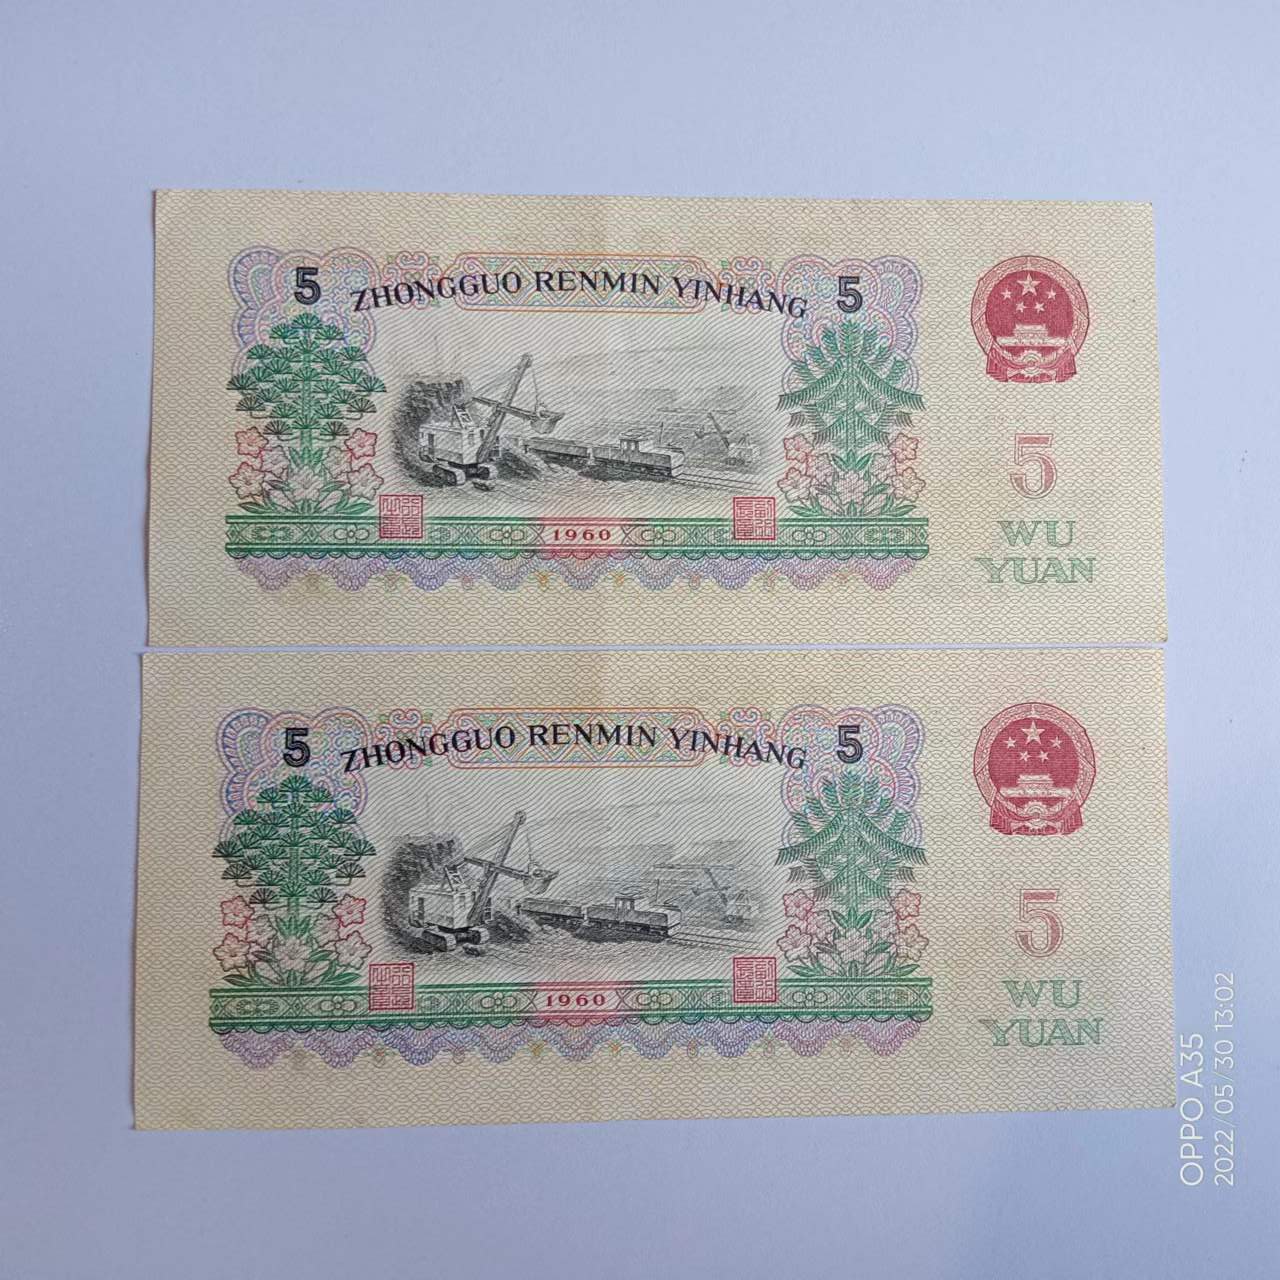 5 ZHONGGUO RENMIN YINHANG 5
5
1960
WU
YUAN
5 ZHONGGUO RENMIN YINHANG 5
5
1960
WU
YUAN
OPPO A35
2022/05/30 13:02